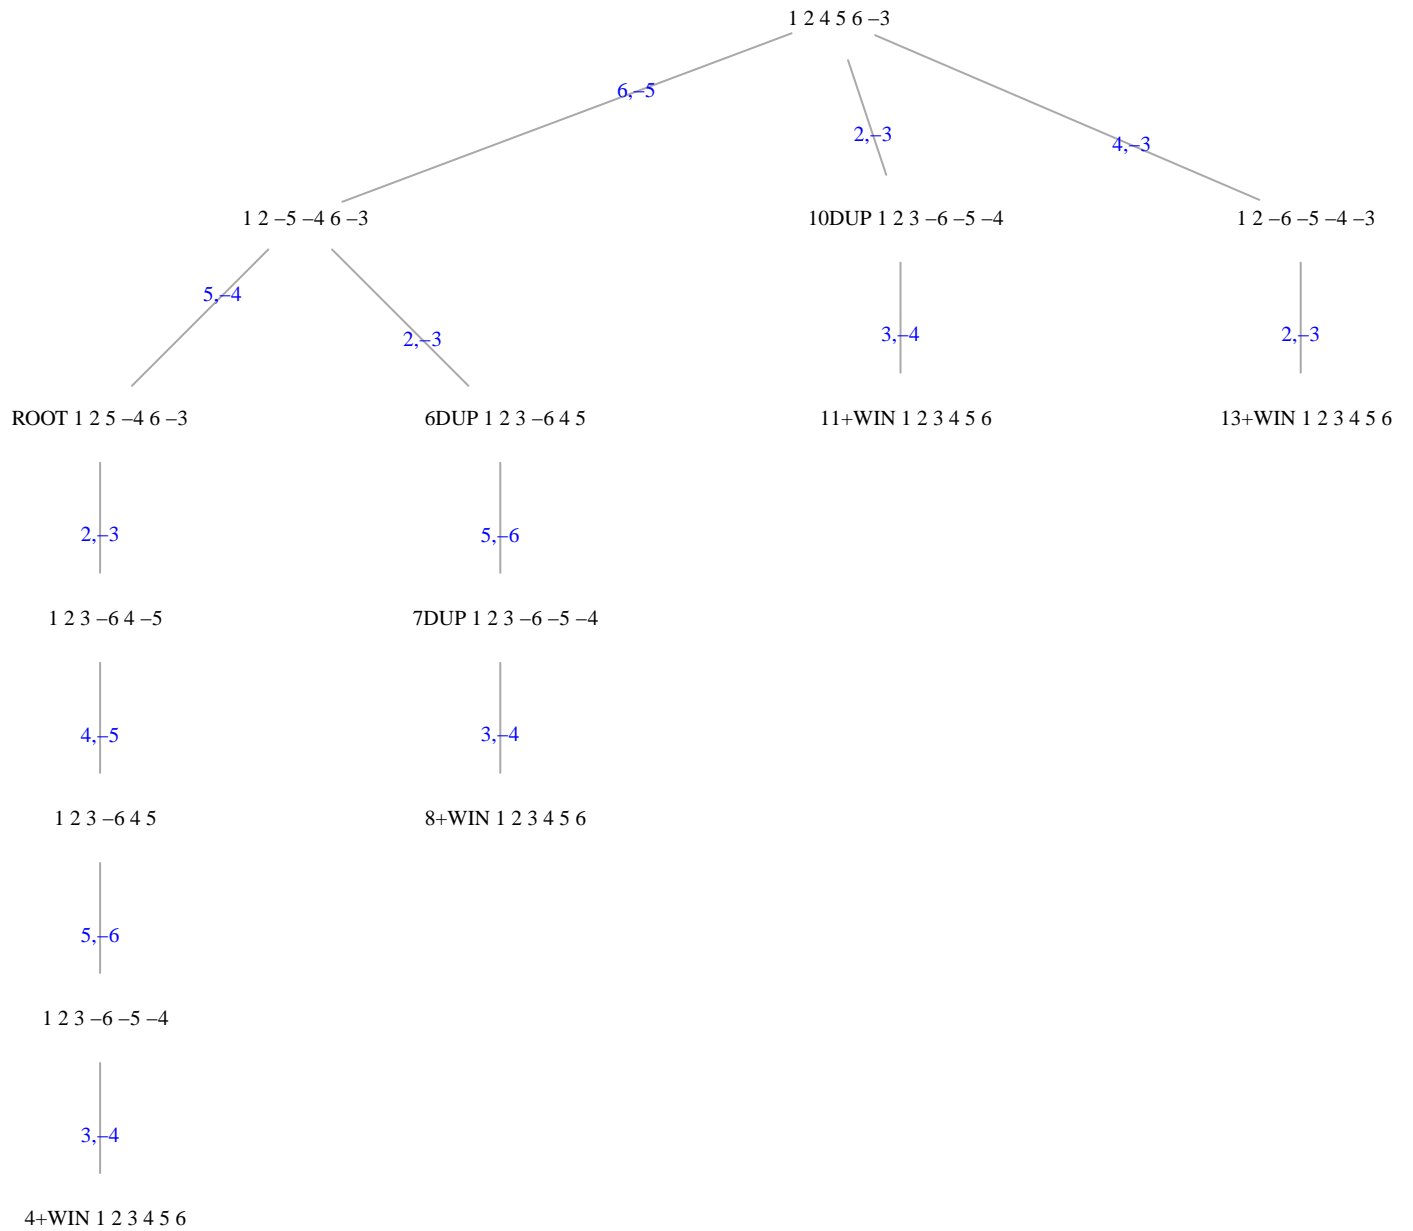 1 2 4 5 6 –3
6,–5
2,–3
4,–3
1 2 –5 –4 6 –3
10DUP 1 2 3 –6 –5 –4
1 2 –6 –5 –4 –3
5,–4
2,–3
3,–4
2,–3
ROOT 1 2 5 –4 6 –3
6DUP 1 2 3 –6 4 5
11+WIN 1 2 3 4 5 6
13+WIN 1 2 3 4 5 6
2,–3
5,–6
1 2 3 –6 4 –5
7DUP 1 2 3 –6 –5 –4
4,–5
3,–4
1 2 3 –6 4 5
8+WIN 1 2 3 4 5 6
5,–6
1 2 3 –6 –5 –4
3,–4
4+WIN 1 2 3 4 5 6